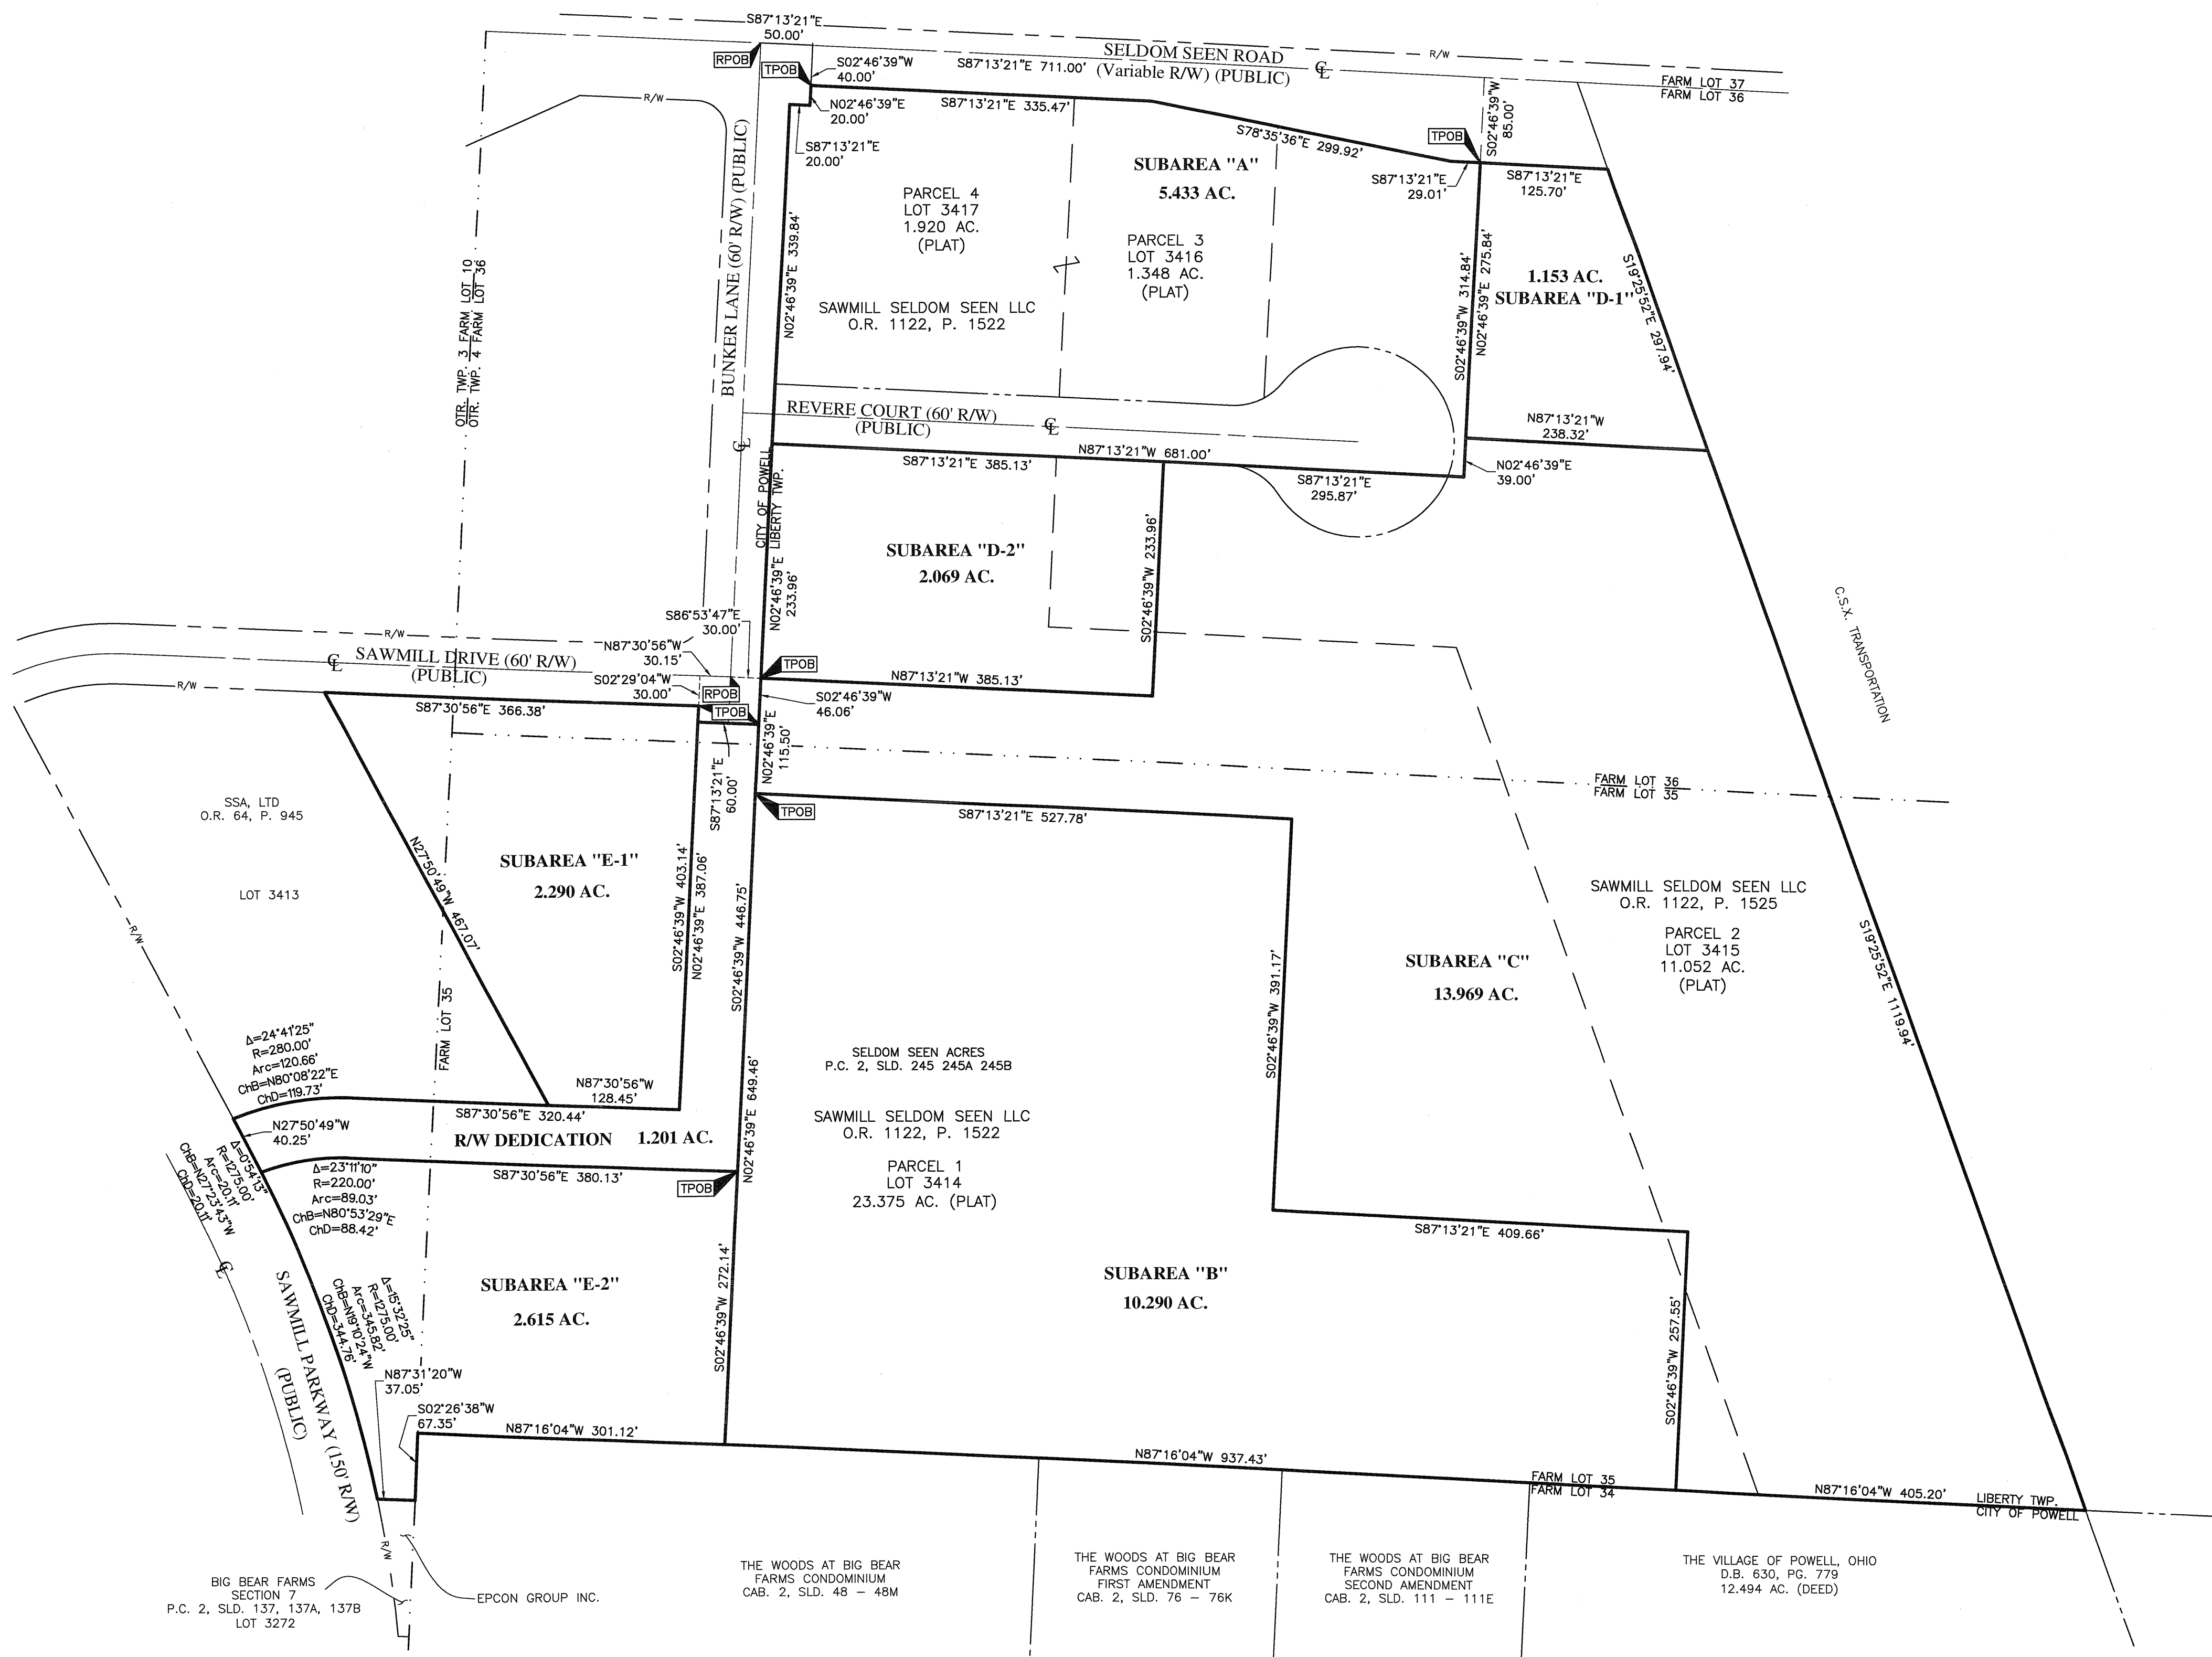 S87°13'21"E
50.00'
RPOB
TPOB
S02°46'39"W
40.00'
S87°13'21"E 711.00'
SELDOM SEEN ROAD
(Variable R/W) (PUBLIC)
CL
R/W
FARM LOT 37
FARM LOT 36
R/W
N02°46'39"E
20.00'
S87°13'21"E 335.47'
S78°35'36"E 299.92'
TPOB
S02°46'39"W
85.00'
S87°13'21"E
20.00'
S87°13'21"E
29.01'
S87°13'21"E
125.70'
SUBAREA "A"
5.433 AC.
PARCEL 4
LOT 3417
1.920 AC.
(PLAT)
PARCEL 3
LOT 3416
1.348 AC.
(PLAT)
SAWMILL SELDOM SEEN LLC
O.R. 1122, P. 1522
BUNKER LANE (60' R/W) (PUBLIC)
N02°46'39"E 339.84'
QTR. TWP. 3 FARM LOT 10
QTR. TWP. 4 FARM LOT 36
S02°46'39"W 314.84'
N02°46'39"E 275.84'
1.153 AC.
SUBAREA "D-1"
S19°25'52"E 297.94'
REVERE COURT (60' R/W)
(PUBLIC)
CL
CL
N87°13'21"W
238.32'
N87°13'21"W 681.00'
S87°13'21"E 385.13'
S87°13'21"E
295.87'
N02°46'39"E
39.00'
CITY OF POWELL
LIBERTY TWP.
N02°46'39"E
233.96'
SUBAREA "D-2"
2.069 AC.
S02°46'39"W 233.96'
C.S.X. TRANSPORTATION
S86°53'47"E
30.00'
R/W
CL
SAWMILL DRIVE (60' R/W)
(PUBLIC)
N87°30'56"W
30.15'
S02°29'04"W
30.00'
R/W
RPOB
TPOB
TPOB
N87°13'21"W 385.13'
S02°46'39"W
46.06'
S87°30'56"E 366.38'
N02°46'39"E
115.50'
S87°13'21"E
60.00'
TPOB
FARM LOT 36
FARM LOT 35
SSA, LTD
O.R. 64, P. 945
LOT 3413
S87°13'21"E 527.78'
N27°50'49"W 467.07'
SUBAREA "E-1"
2.290 AC.
S02°46'39"W 403.14'
N02°46'39"E 387.06'
S02°46'39"W 446.75'
SAWMILL SELDOM SEEN LLC
O.R. 1122, P. 1525
PARCEL 2
LOT 3415
11.052 AC.
(PLAT)
SUBAREA "C"
13.969 AC.
S19°25'52"E 1119.94'
R/W
FARM LOT 35
S02°46'39"W 391.17'
Δ=24°41'25"
R=280.00'
Arc=120.66'
ChB=N80°08'22"E
ChD=119.73'
SELDOM SEEN ACRES
P.C. 2, SLD. 245 245A 245B
SAWMILL SELDOM SEEN LLC
O.R. 1122, P. 1522
PARCEL 1
LOT 3414
23.375 AC. (PLAT)
N87°30'56"W
128.45'
S87°30'56"E 320.44'
N02°46'39"E 649.46'
N27°50'49"W
40.25'
R/W DEDICATION 1.201 AC.
Δ=0°54'13"
R=1275.00'
Arc=20.11'
ChB=N27°23'43"W
ChD=20.11'
Δ=23°11'10"
R=220.00'
Arc=89.03'
ChB=N80°53'29"E
ChD=88.42'
S87°30'56"E 380.13'
TPOB
S87°13'21"E 409.66'
CL
SUBAREA "E-2"
2.615 AC.
S02°46'39"W 272.14'
SUBAREA "B"
10.290 AC.
S02°46'39"W 257.55'
SAWMILL PARKWAY (150' R/W)
(PUBLIC)
Δ=15°32'25"
R=1275.00'
Arc=345.82'
ChB=N19°10'24"W
ChD=344.76'
N87°31'20"W
37.05'
S02°26'38"W
67.35'
N87°16'04"W 301.12'
N87°16'04"W 937.43'
FARM LOT 35
FARM LOT 34
N87°16'04"W 405.20'
LIBERTY TWP.
CITY OF POWELL
R/W
BIG BEAR FARMS
SECTION 7
P.C. 2, SLD. 137, 137A, 137B
LOT 3272
EPCON GROUP INC.
THE WOODS AT BIG BEAR
FARMS CONDOMINIUM
CAB. 2, SLD. 48 – 48M
THE WOODS AT BIG BEAR
FARMS CONDOMINIUM
FIRST AMENDMENT
CAB. 2, SLD. 76 – 76K
THE WOODS AT BIG BEAR
FARMS CONDOMINIUM
SECOND AMENDMENT
CAB. 2, SLD. 111 – 111E
THE VILLAGE OF POWELL, OHIO
D.B. 630, PG. 779
12.494 AC. (DEED)